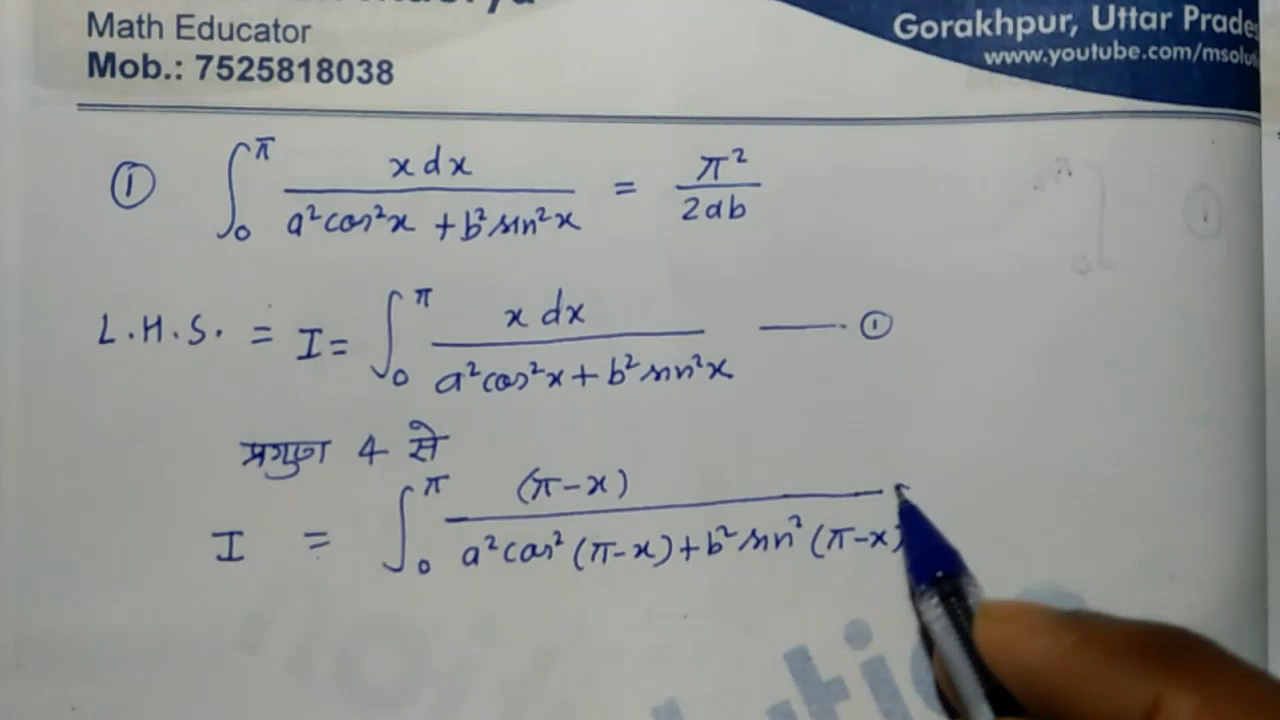 Math Educator
Mob.: 7525818038
Gorakhpur, Uttar Prade
www.youtube.com/msolut
① ∫₀^π x dx / (a²cos²x + b²sin²x) = π² / 2ab
L.H.S. = I = ∫₀^π x dx / (a²cos²x + b²sin²x) —— ①
प्रगुण 4 से
I = ∫₀^π (π-x) / (a²cos²(π-x) + b²sin²(π-x)